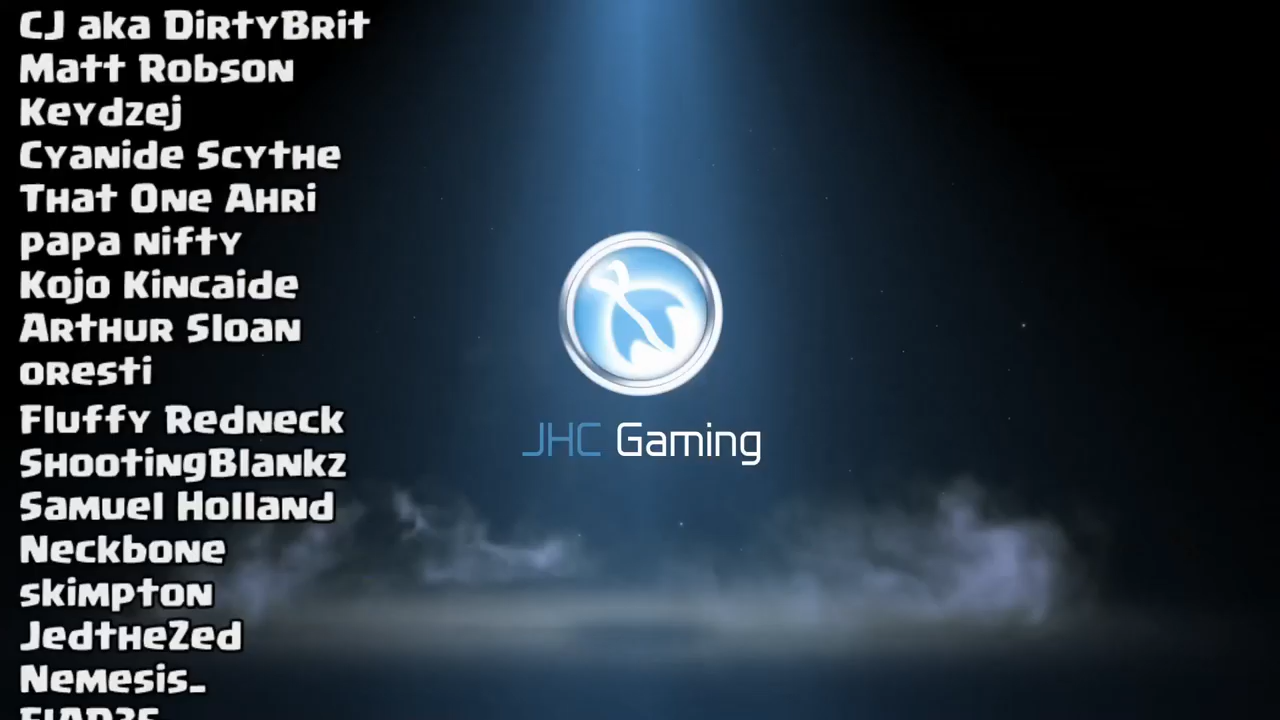 CJ aka DirtyBrit
Matt Robson
Keydzej
Cyanide Scythe
That One Ahri
papa nifty
Kojo Kincaide
Arthur Sloan
oresti
Fluffy Redneck
ShootingBlankz
Samuel Holland
Neckbone
skimpton
JedtheZed
Nemesis_
JHC Gaming